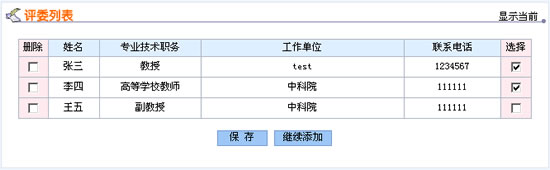 评委列表
显示当前
删除 姓名 专业技术职务 工作单位 联系电话 选择
张三 教授 test 1234567
李四 高等学校教师 中科院 111111
王五 副教授 中科院 111111
保 存 继续添加